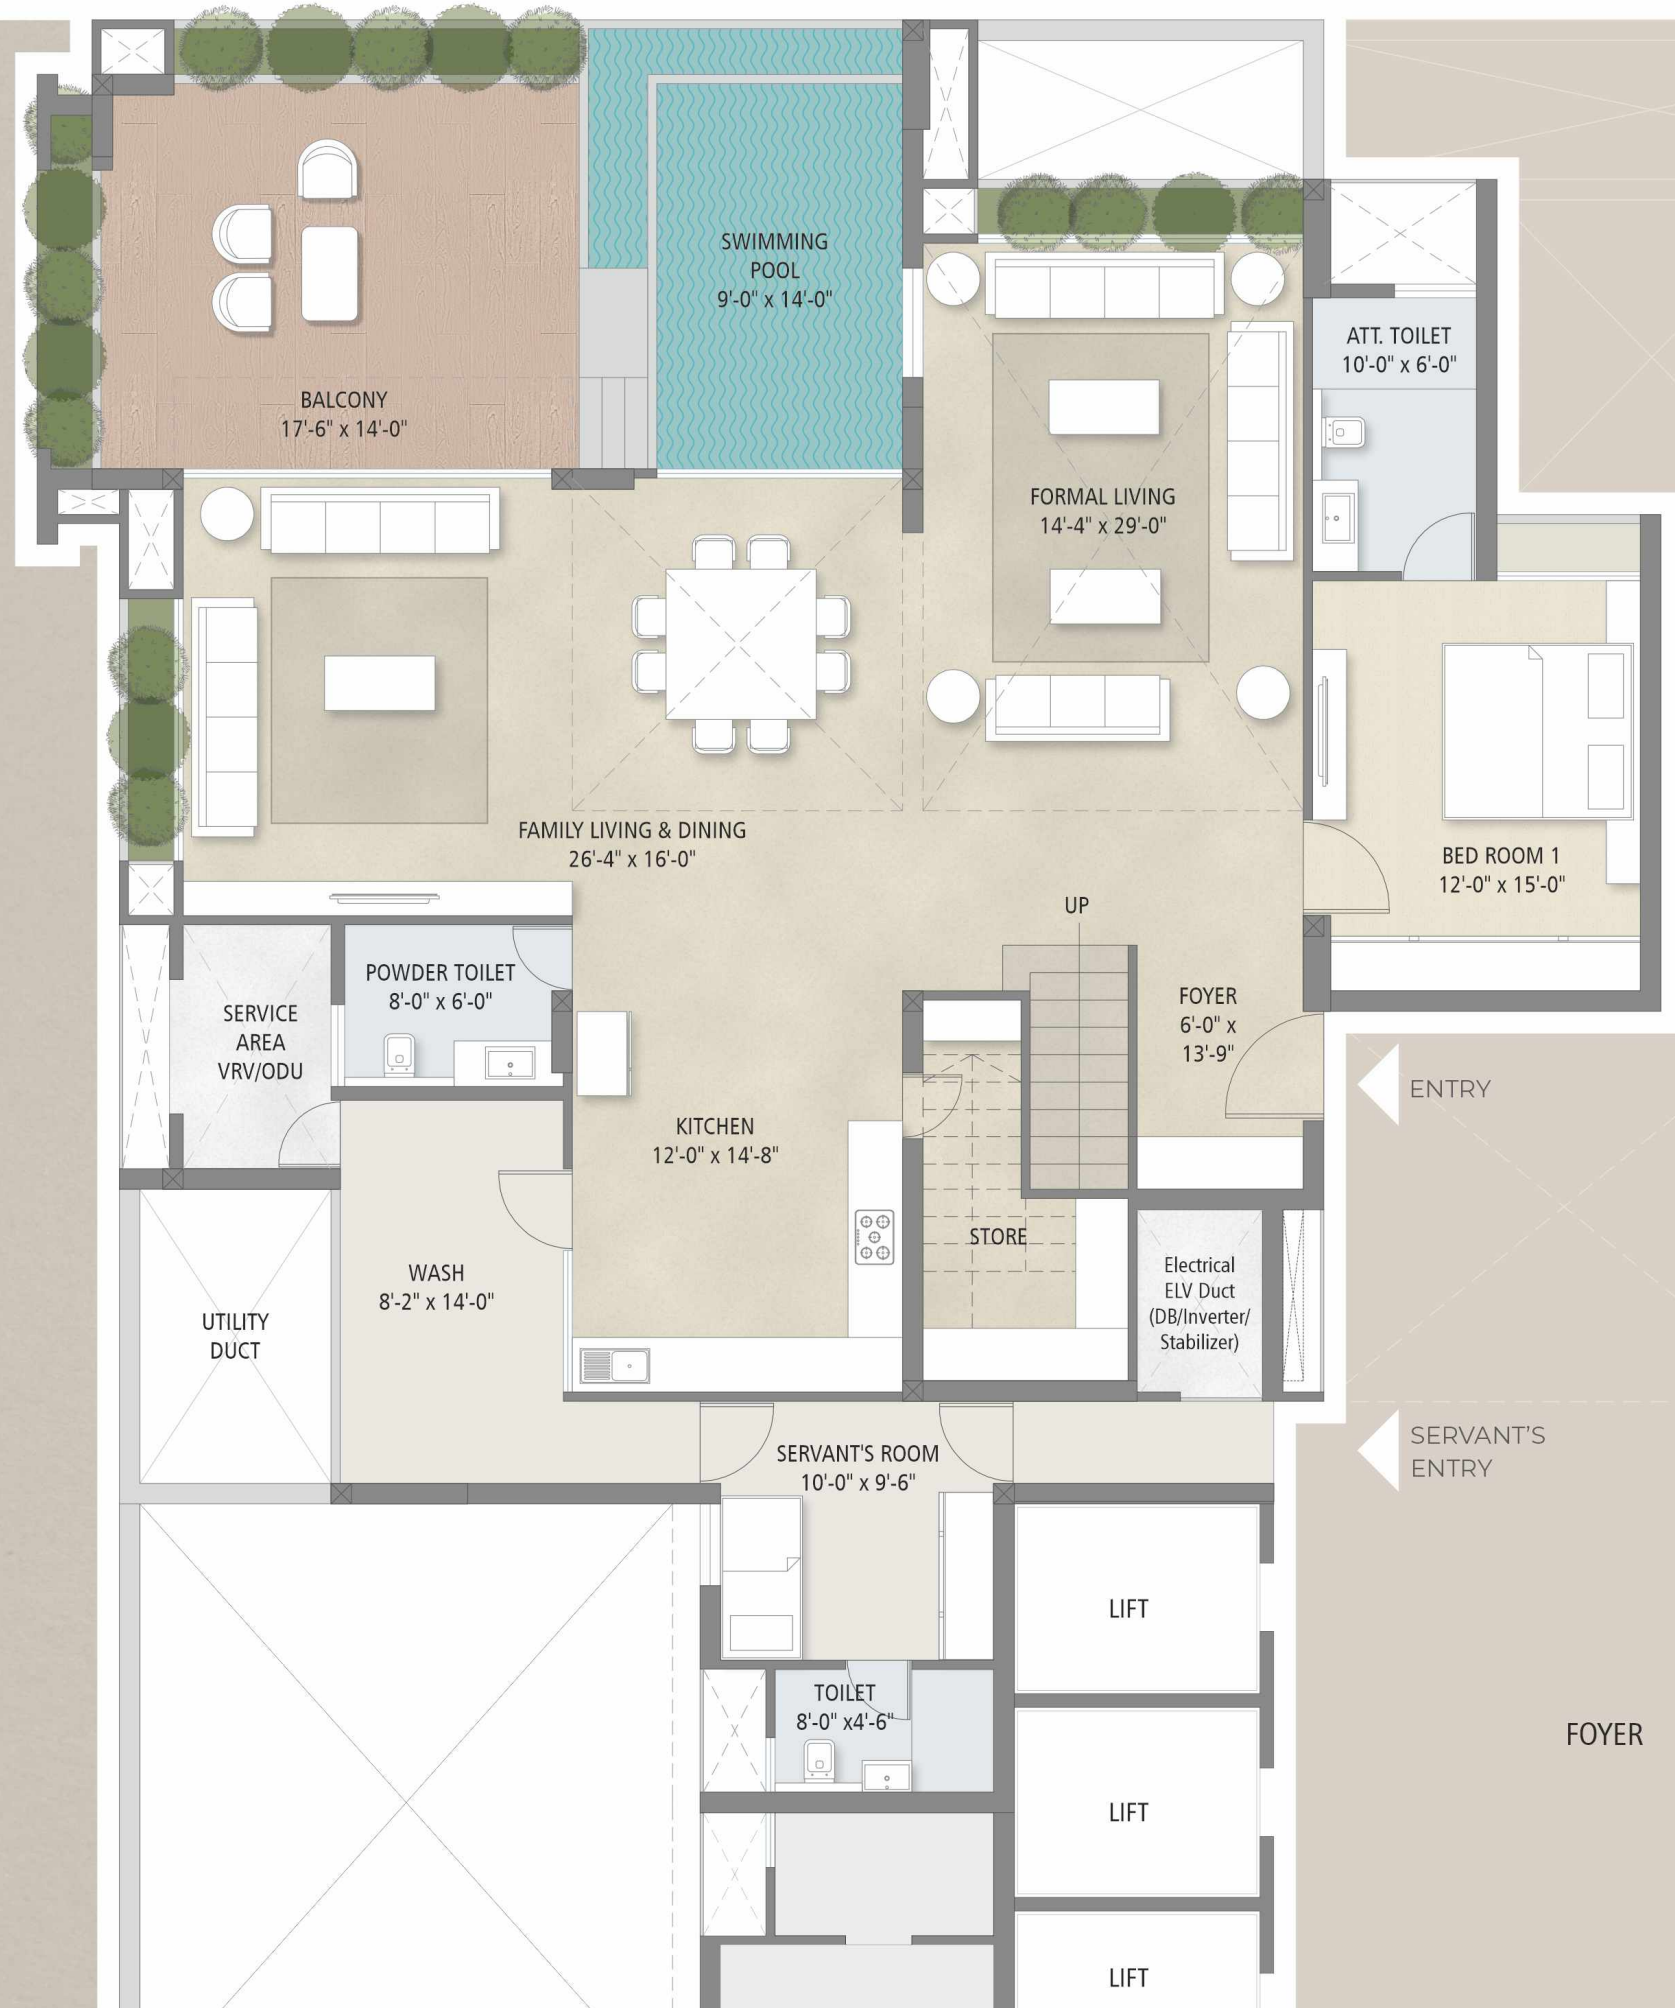 SWIMMING
POOL
9'-0" x 14'-0"
ATT. TOILET
10'-0" x 6'-0"
BALCONY
17'-6" x 14'-0"
FORMAL LIVING
14'-4" x 29'-0"
FAMILY LIVING & DINING
26'-4" x 16'-0"
BED ROOM 1
12'-0" x 15'-0"
UP
POWDER TOILET
8'-0" x 6'-0"
SERVICE
AREA
VRV/ODU
FOYER
6'-0" x
13'-9"
ENTRY
KITCHEN
12'-0" x 14'-8"
STORE
WASH
8'-2" x 14'-0"
Electrical
ELV Duct
(DB/Inverter/
Stabilizer)
UTILITY
DUCT
SERVANT'S ROOM
10'-0" x 9'-6"
SERVANT'S
ENTRY
LIFT
TOILET
8'-0" x4'-6"
FOYER
LIFT
LIFT